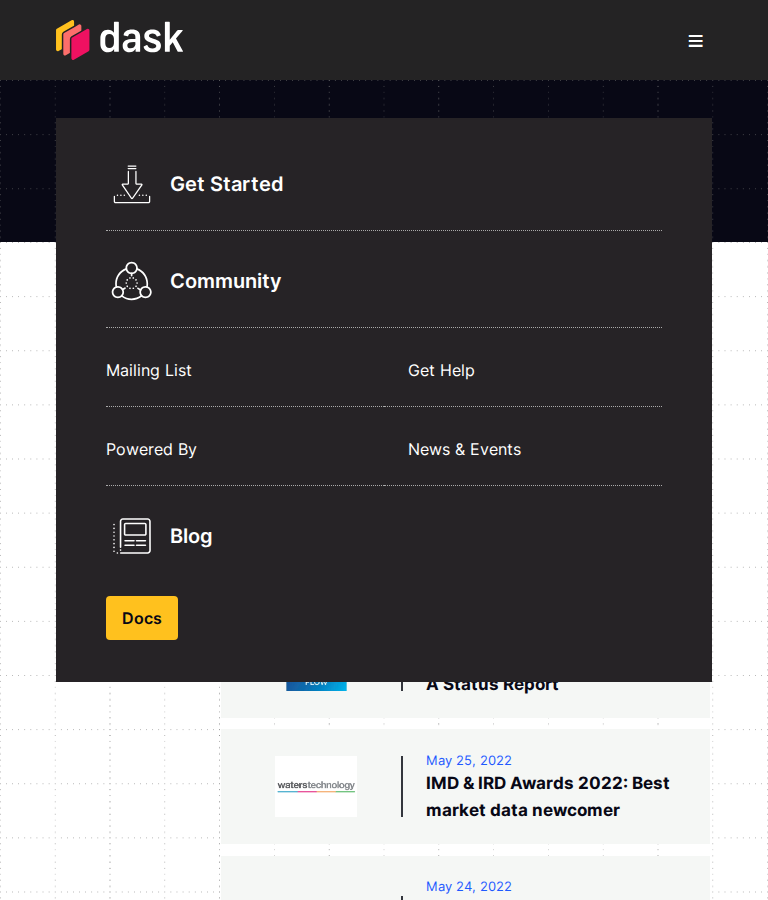 dask
Get Started
Community
Mailing List
Get Help
Powered By
News & Events
Blog
Docs
FLOW
A Status Report
waterstechnology
May 25, 2022
IMD & IRD Awards 2022: Best
market data newcomer
May 24, 2022